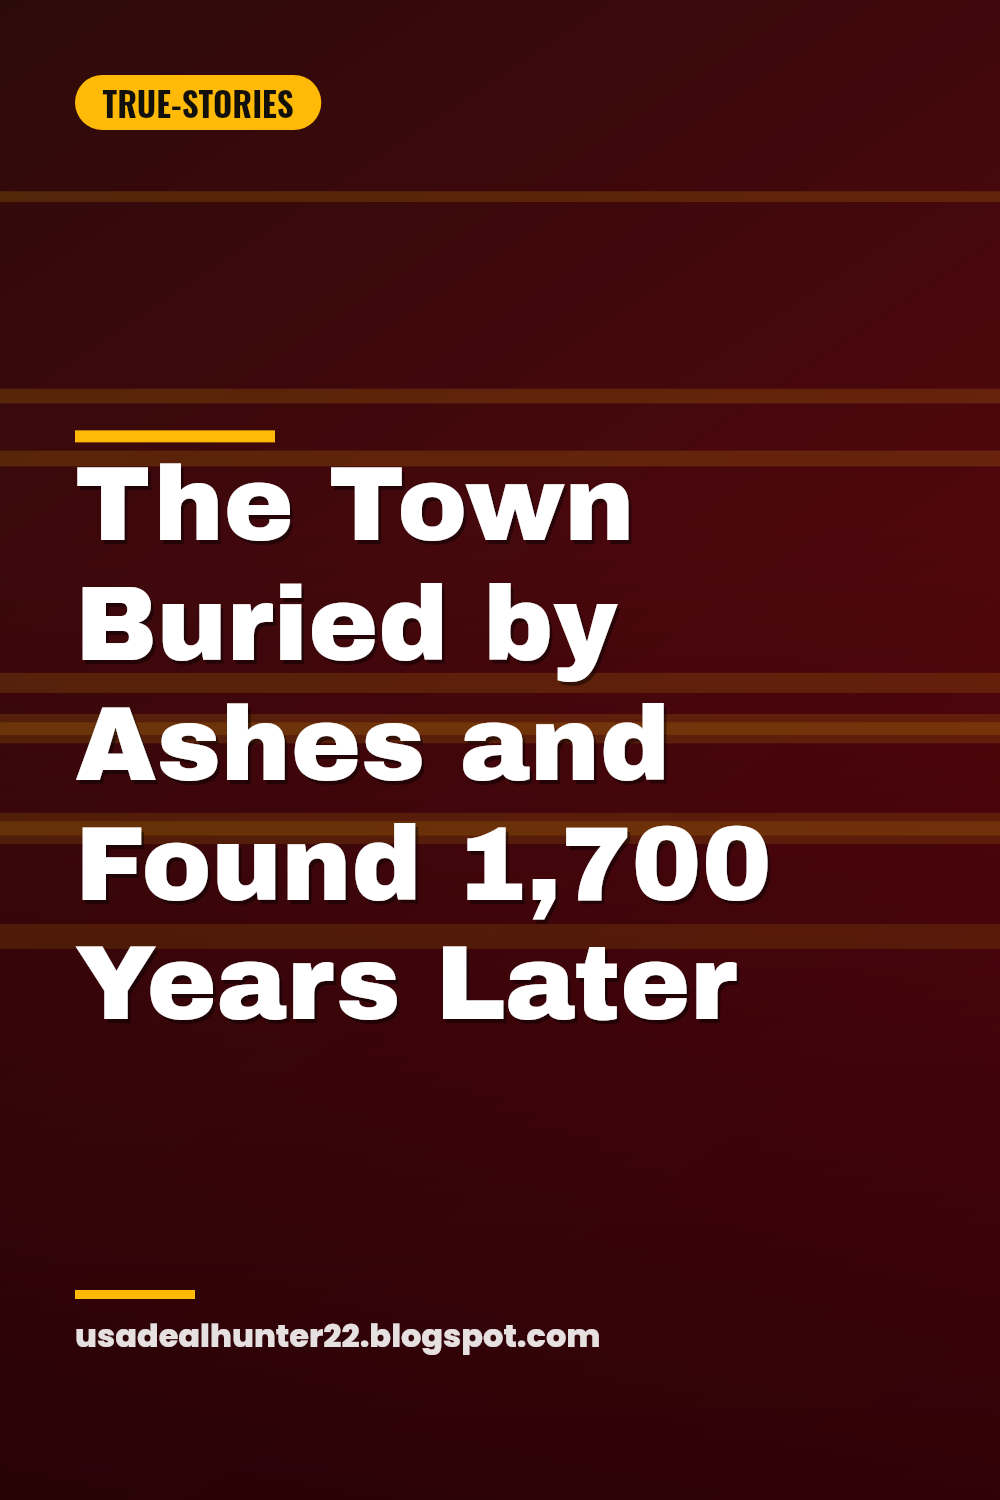 TRUE-STORIES
The Town
Buried by
Ashes and
Found 1,700
Years Later
usadealhunter22.blogspot.com